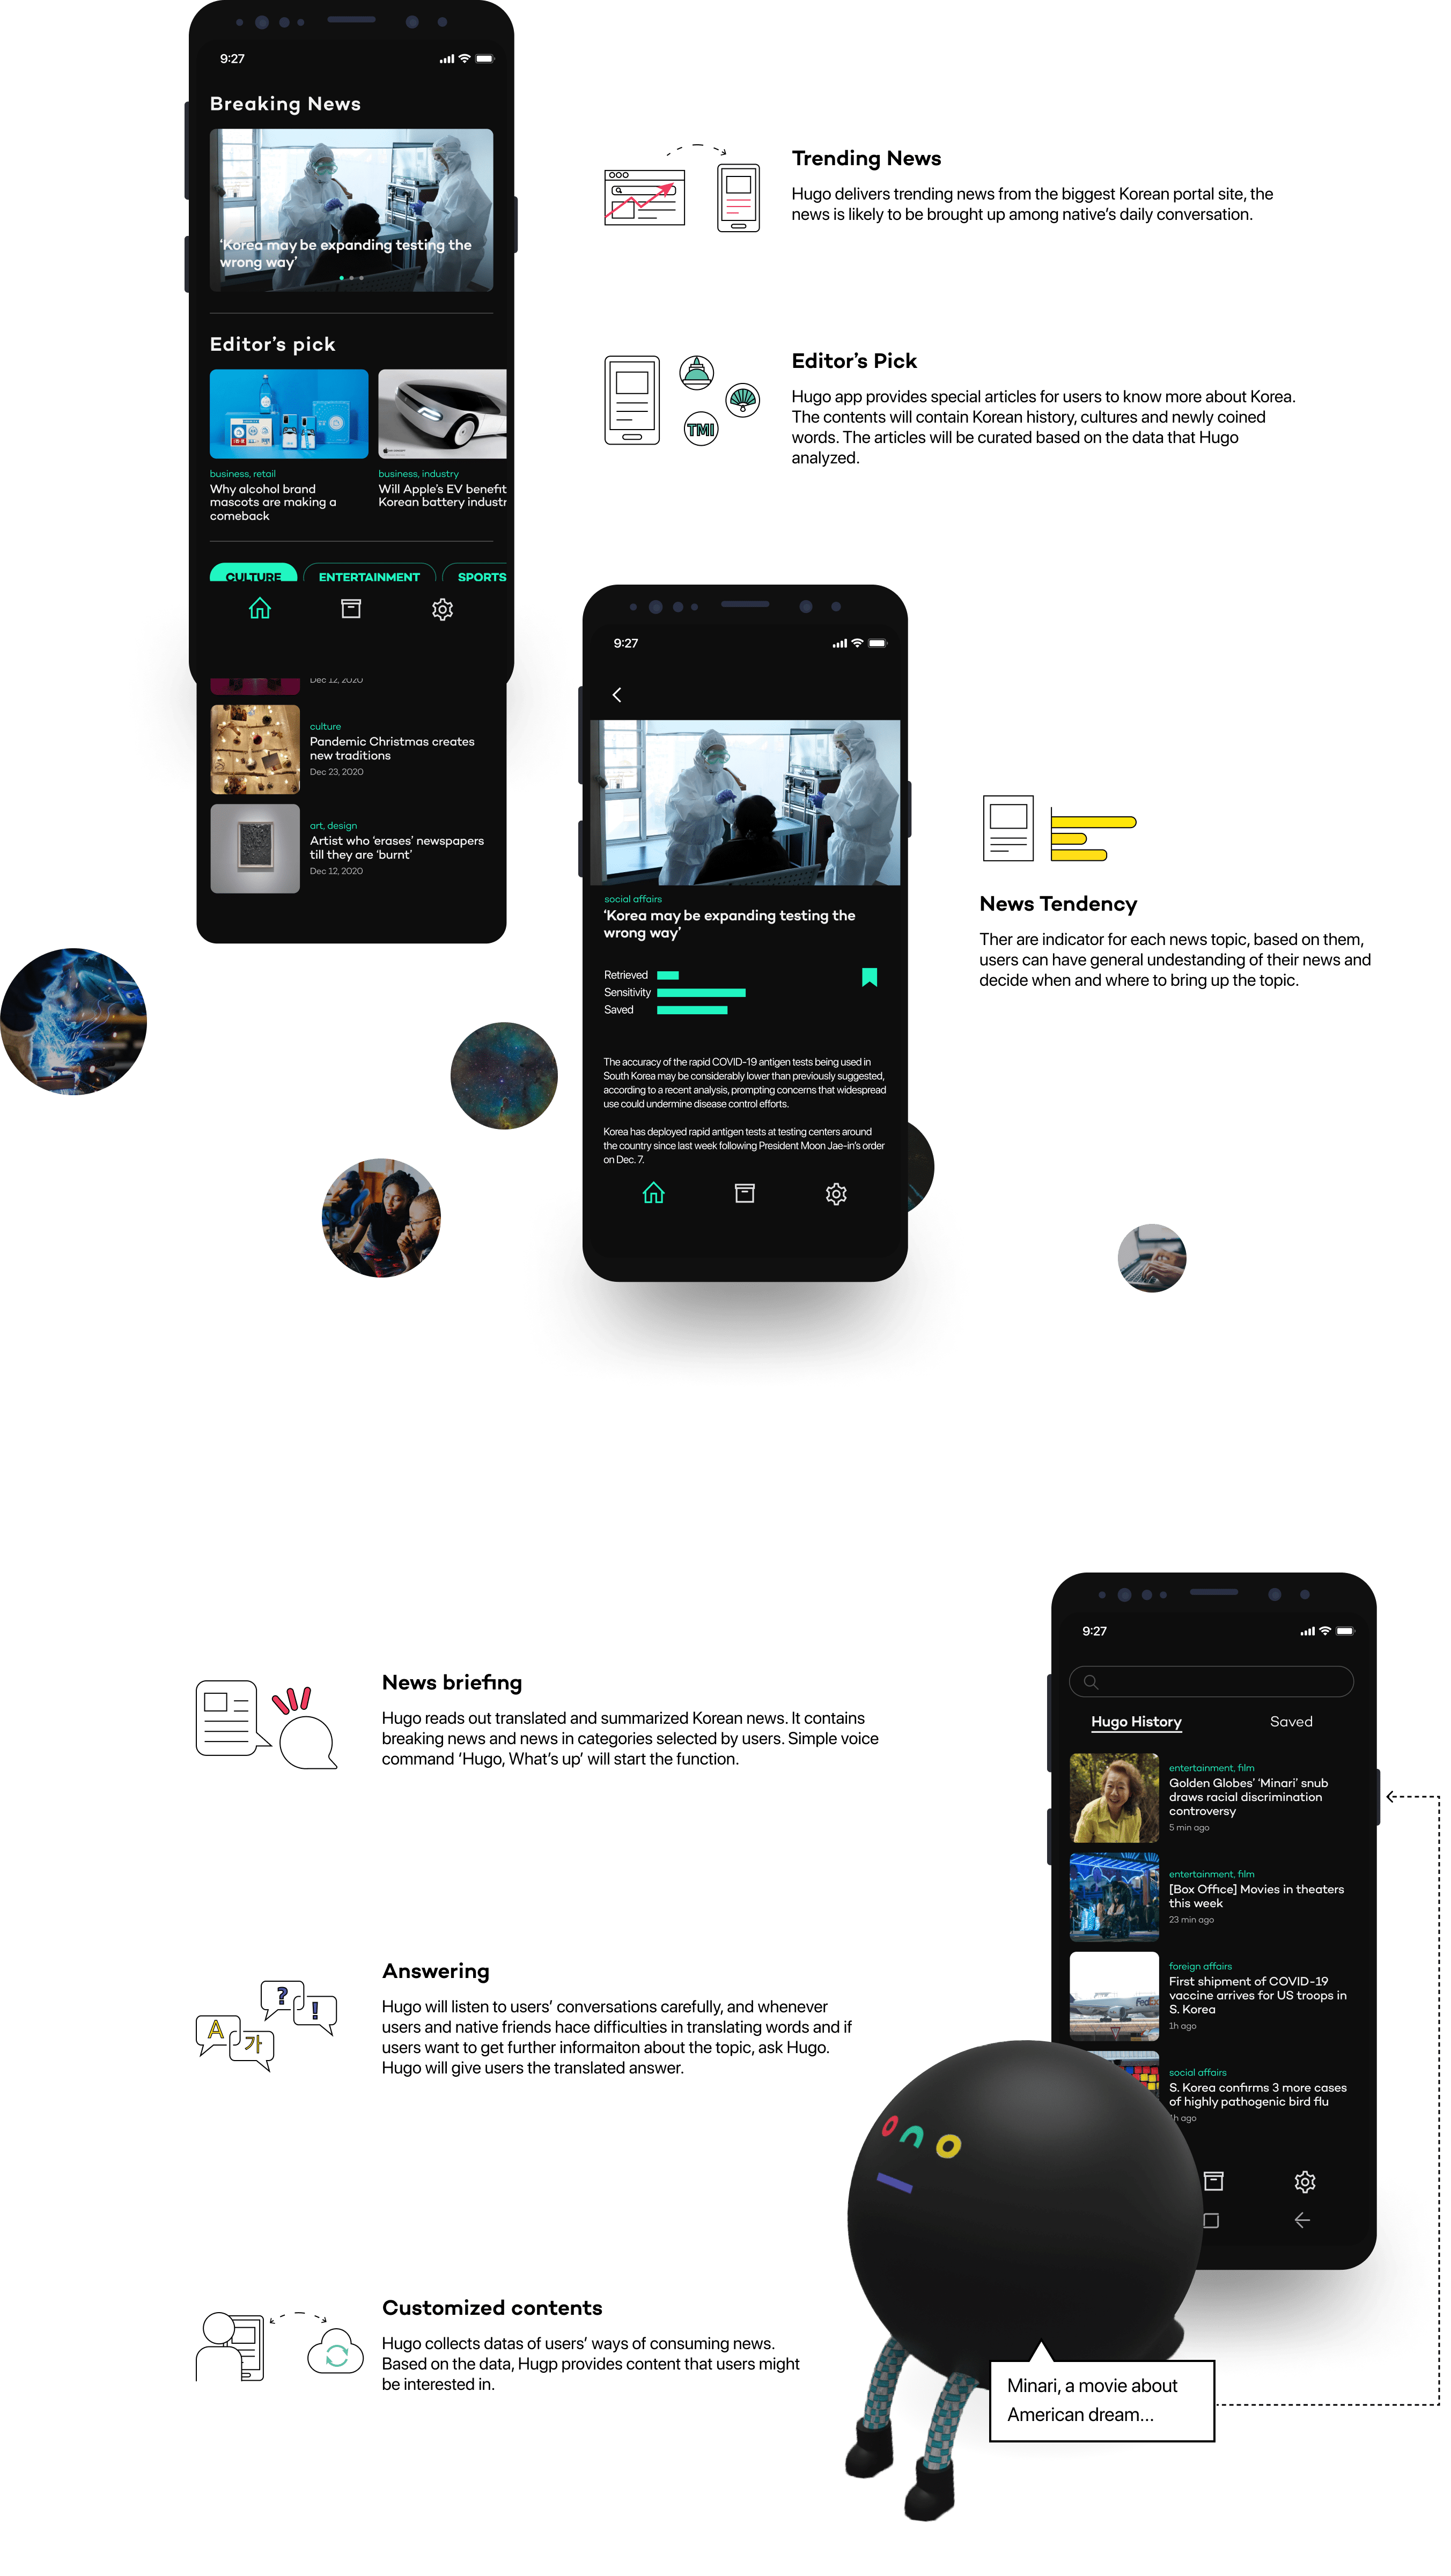 9:27
Breaking News
‘Korea may be expanding testing the
wrong way’
Editor’s pick
business, retail
Why alcohol brand
mascots are making a
comeback
business, industry
Will Apple’s EV benefit
Korean battery industr
CULTURE
ENTERTAINMENT
SPORTS
Dec 12, 2020
culture
Pandemic Christmas creates
new traditions
Dec 23, 2020
art, design
Artist who ‘erases’ newspapers
till they are ‘burnt’
Dec 12, 2020
Trending News
Hugo delivers trending news from the biggest Korean portal site, the
news is likely to be brought up among native’s daily conversation.
TMI
Editor’s Pick
Hugo app provides special articles for users to know more about Korea.
The contents will contain Korean history, cultures and newly coined
words. The articles will be curated based on the data that Hugo
analyzed.
9:27
social affairs
‘Korea may be expanding testing the
wrong way’
Retrieved
Sensitivity
Saved
The accuracy of the rapid COVID-19 antigen tests being used in
South Korea may be considerably lower than previously suggested,
according to a recent analysis, prompting concerns that widespread
use could undermine disease control efforts.
Korea has deployed rapid antigen tests at testing centers around
the country since last week following President Moon Jae-in’s order
on Dec. 7.
News Tendency
Ther are indicator for each news topic, based on them,
users can have general undestanding of their news and
decide when and where to bring up the topic.
News briefing
Hugo reads out translated and summarized Korean news. It contains
breaking news and news in categories selected by users. Simple voice
command ‘Hugo, What’s up’ will start the function.
A
가
?
!
Answering
Hugo will listen to users’ conversations carefully, and whenever
users and native friends hace difficulties in translating words and if
users want to get further informaiton about the topic, ask Hugo.
Hugo will give users the translated answer.
Customized contents
Hugo collects datas of users’ ways of consuming news.
Based on the data, Hugp provides content that users might
be interested in.
9:27
Hugo History
Saved
entertainment, film
Golden Globes’ ‘Minari’ snub
draws racial discrimination
controversy
5 min ago
entertainment, film
[Box Office] Movies in theaters
this week
23 min ago
foreign affairs
First shipment of COVID-19
vaccine arrives for US troops in
S. Korea
1h ago
FedEx
social affairs
S. Korea confirms 3 more cases
of highly pathogenic bird flu
h ago
Minari, a movie about
American dream...